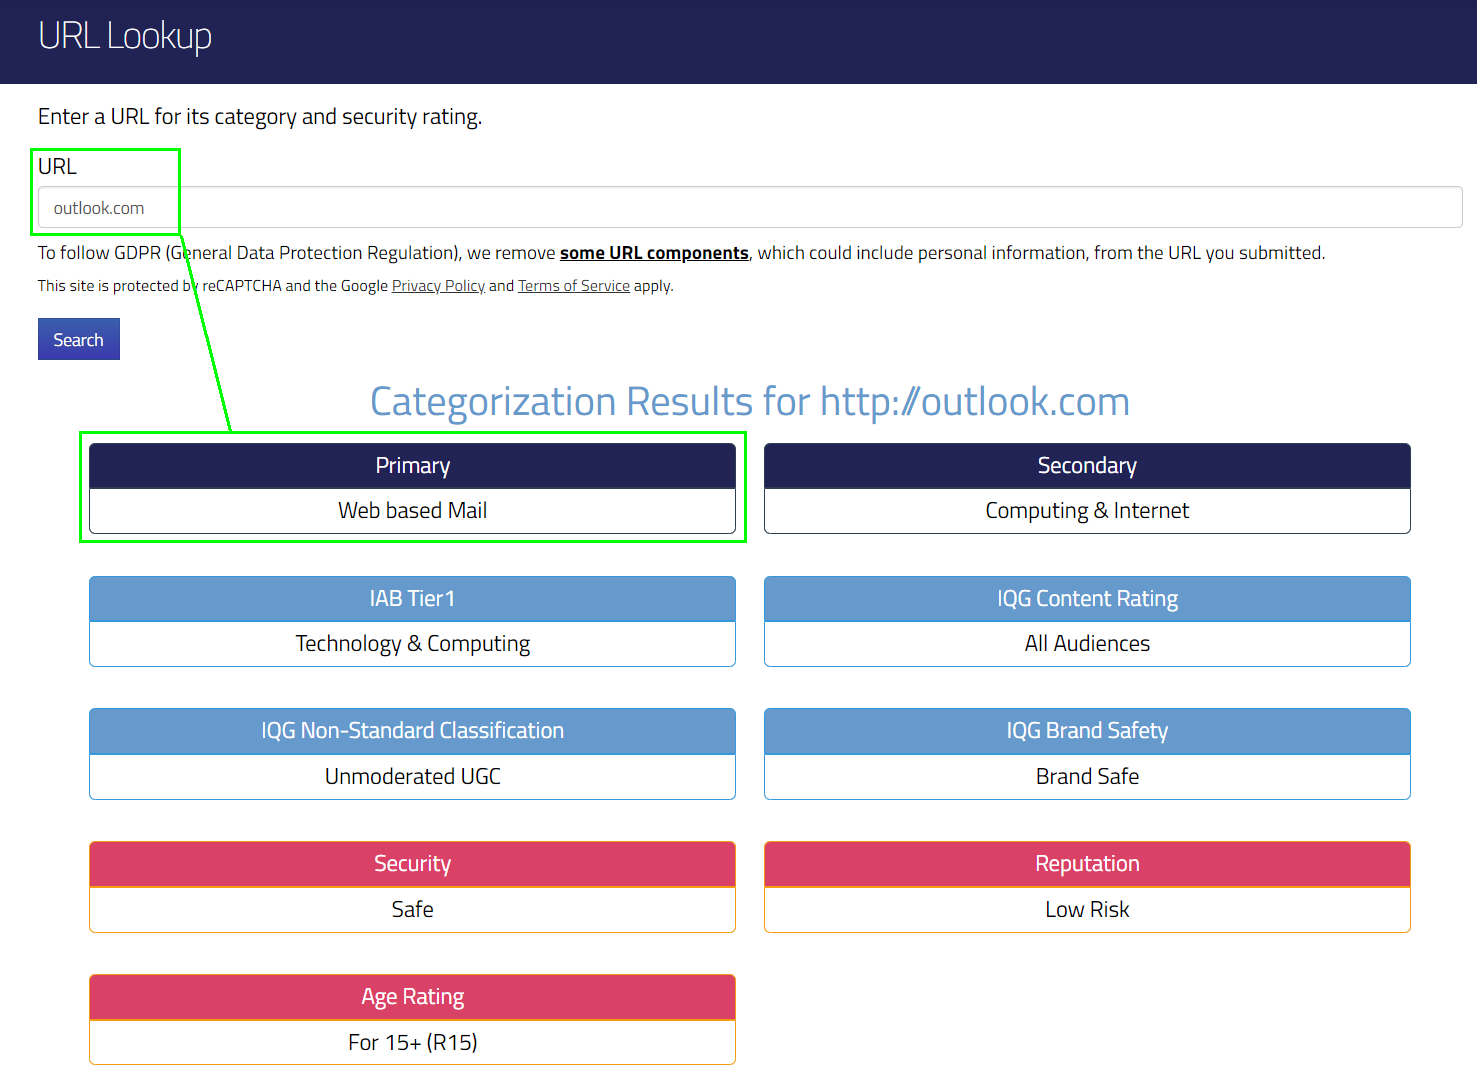 URL Lookup
Enter a URL for its category and security rating.
URL
outlook.com
To follow GDPR (General Data Protection Regulation), we remove some URL components, which could include personal information, from the URL you submitted.
This site is protected by reCAPTCHA and the Google Privacy Policy and Terms of Service apply.
Search
Categorization Results for http://outlook.com
Primary
Web based Mail
Secondary
Computing & Internet
IAB Tier1
Technology & Computing
IQG Content Rating
All Audiences
IQG Non-Standard Classification
Unmoderated UGC
IQG Brand Safety
Brand Safe
Security
Safe
Reputation
Low Risk
Age Rating
For 15+ (R15)